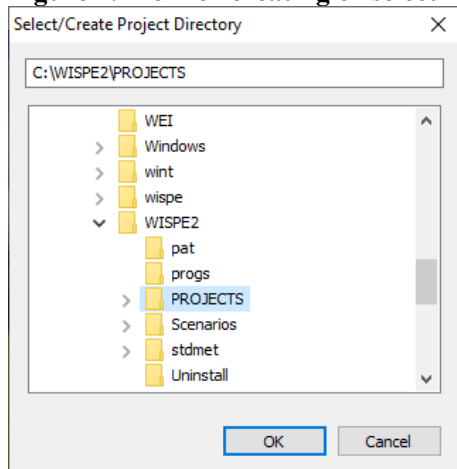 Select/Create Project Directory
C:\WISPE2\PROJECTS
WEI
Windows
wint
wispe
WISPE2
pat
progs
PROJECTS
Scenarios
stdmet
Uninstall
OK
Cancel